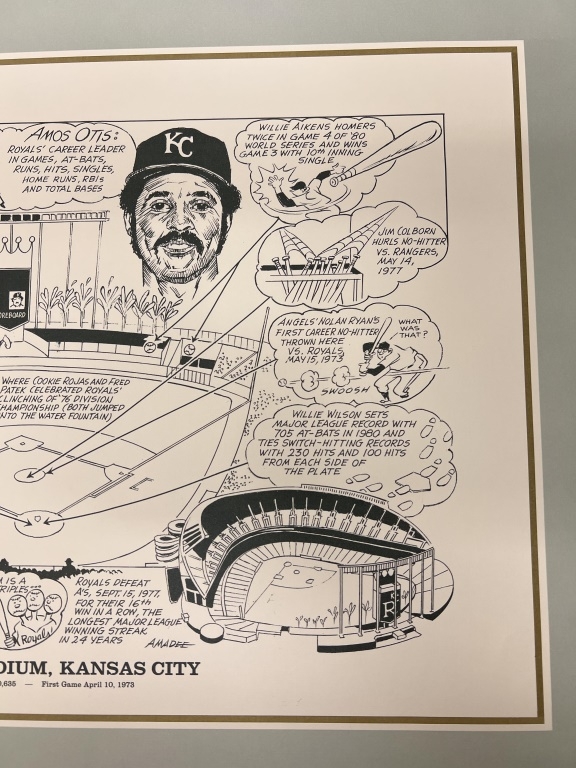 AMOS OTIS:
ROYALS' CAREER LEADER
IN GAMES, AT-BATS,
RUNS, HITS, SINGLES,
HOME RUNS, RBIs
AND TOTAL BASES
KC
WILLIE AIKENS HOMERS
TWICE IN GAME 4 OF '80
WORLD SERIES AND WINS
GAME 3 WITH 10th INNING
SINGLE
JIM COLBORN
HURLS NO-HITTER
VS. RANGERS,
MAY 14,
1977
OREBOARD
ANGELS' NOLAN RYAN'S
FIRST CAREER NO-HITTER
THROWN HERE
VS. ROYALS,
MAY 15, 1973
WHAT
WAS
THAT?
SWOOSH
WHERE COOKIE ROJAS AND FRED
PATEK CELEBRATED ROYALS'
CLINCHING OF '76 DIVISION
CHAMPIONSHIP (BOTH JUMPED
INTO THE WATER FOUNTAIN)
WILLIE WILSON SETS
MAJOR LEAGUE RECORD WITH
705 AT-BATS IN 1980 AND
TIES SWITCH-HITTING RECORDS
WITH 230 HITS AND 100 HITS
FROM EACH SIDE OF
THE PLATE
M IS A
TRIPLES...
Royals
ROYALS DEFEAT
A'S, SEPT. 15, 1977,
FOR THEIR 16th
WIN IN A ROW, THE
LONGEST MAJOR LEAGUE
WINNING STREAK
IN 24 YEARS
AMADEE
R
DIUM, KANSAS CITY
0,635 — First Game April 10, 1973